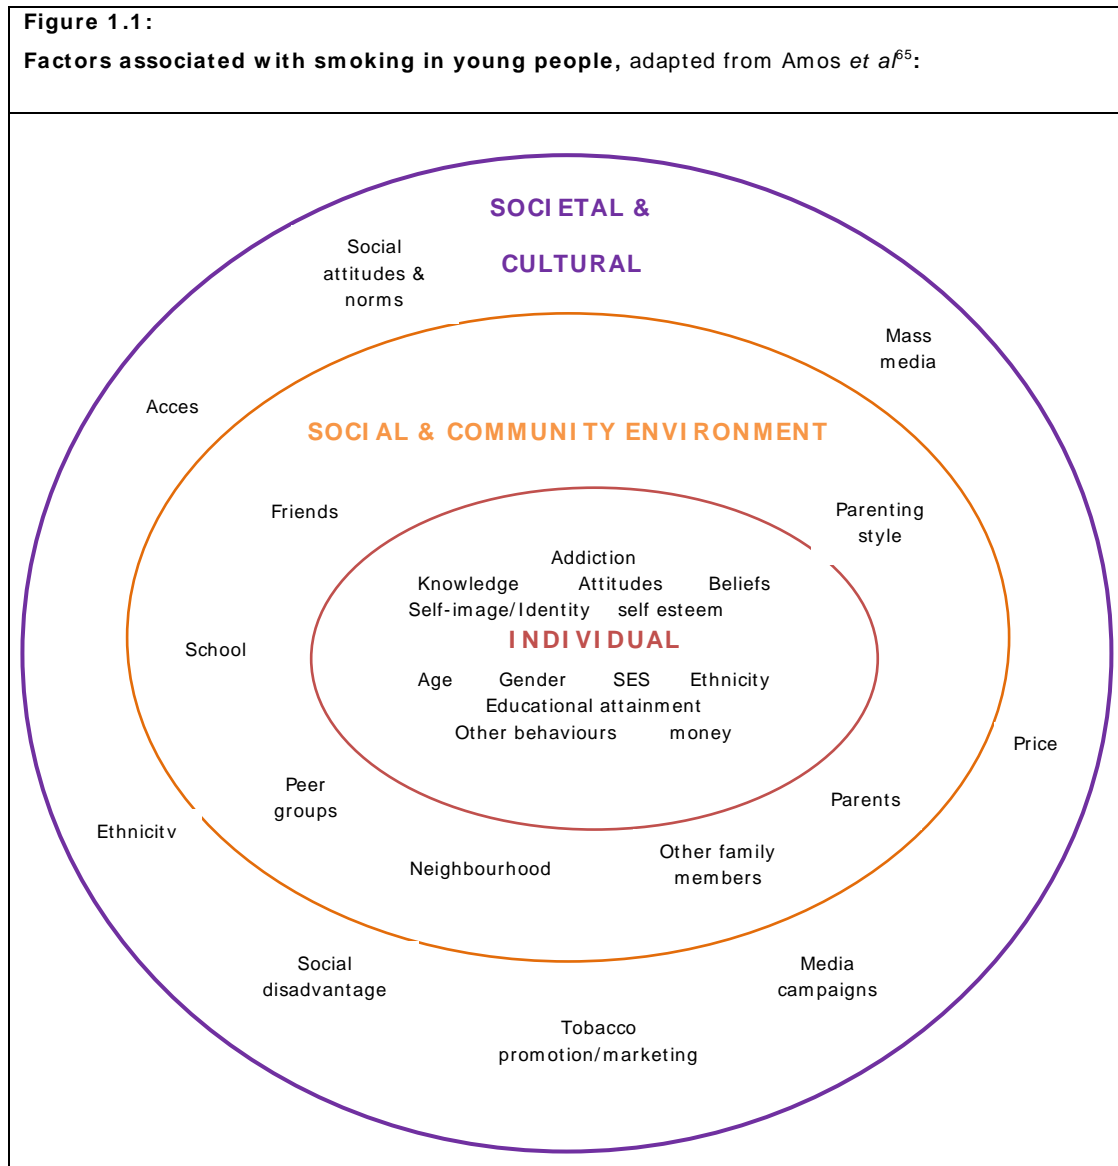 Figure 1.1:
Factors associated with smoking in young people, adapted from Amos et al65:
SOCIETAL &
CULTURAL
Social
attitudes &
norms
Mass
media
Acces
SOCIAL & COMMUNITY ENVIRONMENT
Friends
Parenting
style
Addiction
Knowledge Attitudes Beliefs
Self-image/Identity self esteem
INDIVIDUAL
School
Age Gender SES Ethnicity
Educational attainment
Other behaviours money
Price
Peer
groups
Parents
Ethnicity
Neighbourhood
Other family
members
Social
disadvantage
Media
campaigns
Tobacco
promotion/marketing